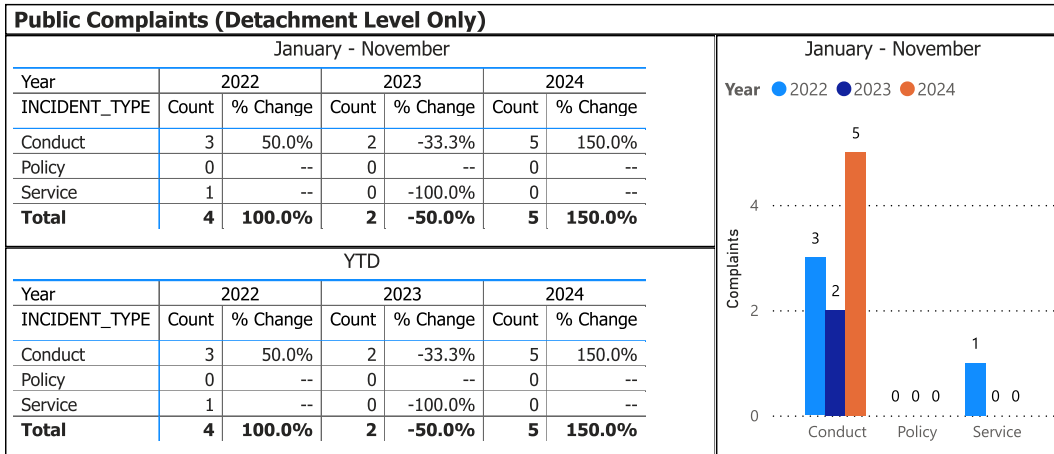 Public Complaints (Detachment Level Only)
January - November
Year 2022 2023 2024
INCIDENT_TYPE Count % Change Count % Change Count % Change
Conduct 3 50.0% 2 -33.3% 5 150.0%
Policy 0 -- 0 -- 0 --
Service 1 -- 0 -100.0% 0 --
Total 4 100.0% 2 -50.0% 5 150.0%
YTD
Year 2022 2023 2024
INCIDENT_TYPE Count % Change Count % Change Count % Change
Conduct 3 50.0% 2 -33.3% 5 150.0%
Policy 0 -- 0 -- 0 --
Service 1 -- 0 -100.0% 0 --
Total 4 100.0% 2 -50.0% 5 150.0%
January - November
Year 2022 2023 2024
Complaints
5
4
3
2
2
1
0 0 0 0 0
0
Conduct Policy Service